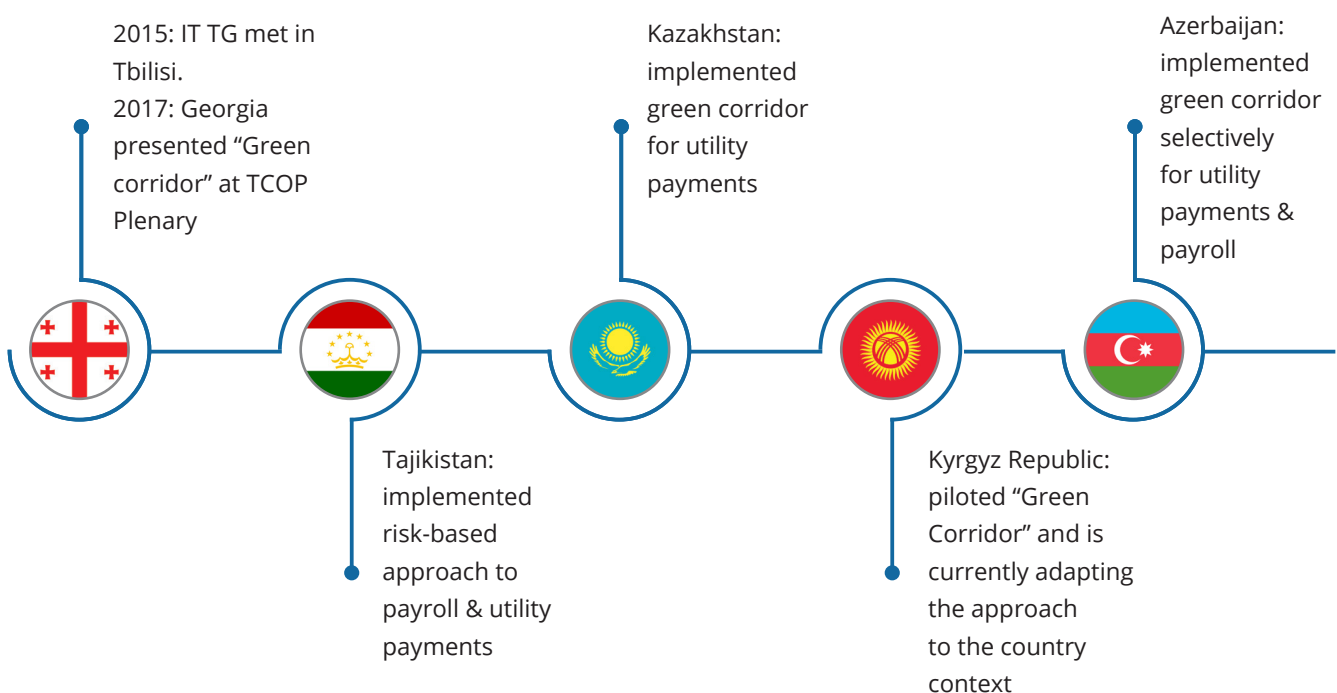 2015: IT TG met in
Tbilisi.
2017: Georgia
presented “Green
corridor” at TCOP
Plenary
Tajikistan:
implemented
risk-based
approach to
payroll & utility
payments
Kazakhstan:
implemented
green corridor
for utility
payments
Kyrgyz Republic:
piloted “Green
Corridor” and is
currently adapting
the approach
to the country
context
Azerbaijan:
implemented
green corridor
selectively
for utility
payments &
payroll